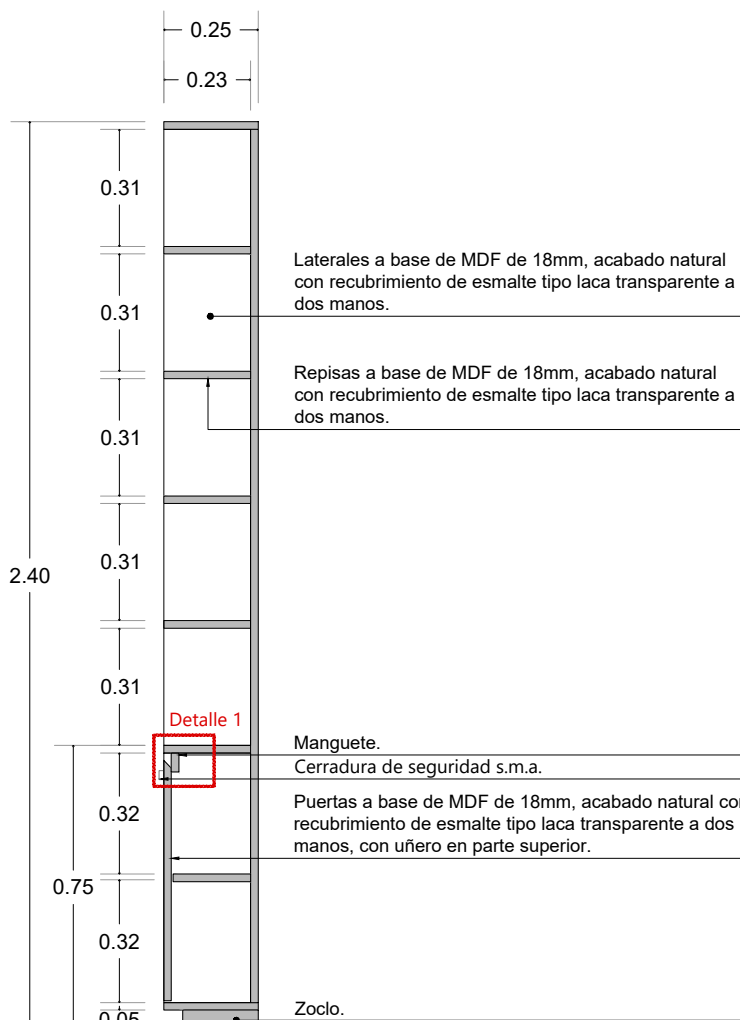 0.25
0.23
0.31
Laterales a base de MDF de 18mm, acabado natural
con recubrimiento de esmalte tipo laca transparente a
dos manos.
0.31
Repisas a base de MDF de 18mm, acabado natural
con recubrimiento de esmalte tipo laca transparente a
dos manos.
0.31
0.31
2.40
0.31
Detalle 1
Manguete.
Cerradura de seguridad s.m.a.
Puertas a base de MDF de 18mm, acabado natural con
recubrimiento de esmalte tipo laca transparente a dos
manos, con uñero en parte superior.
0.32
0.75
0.32
Zoclo.
0.05